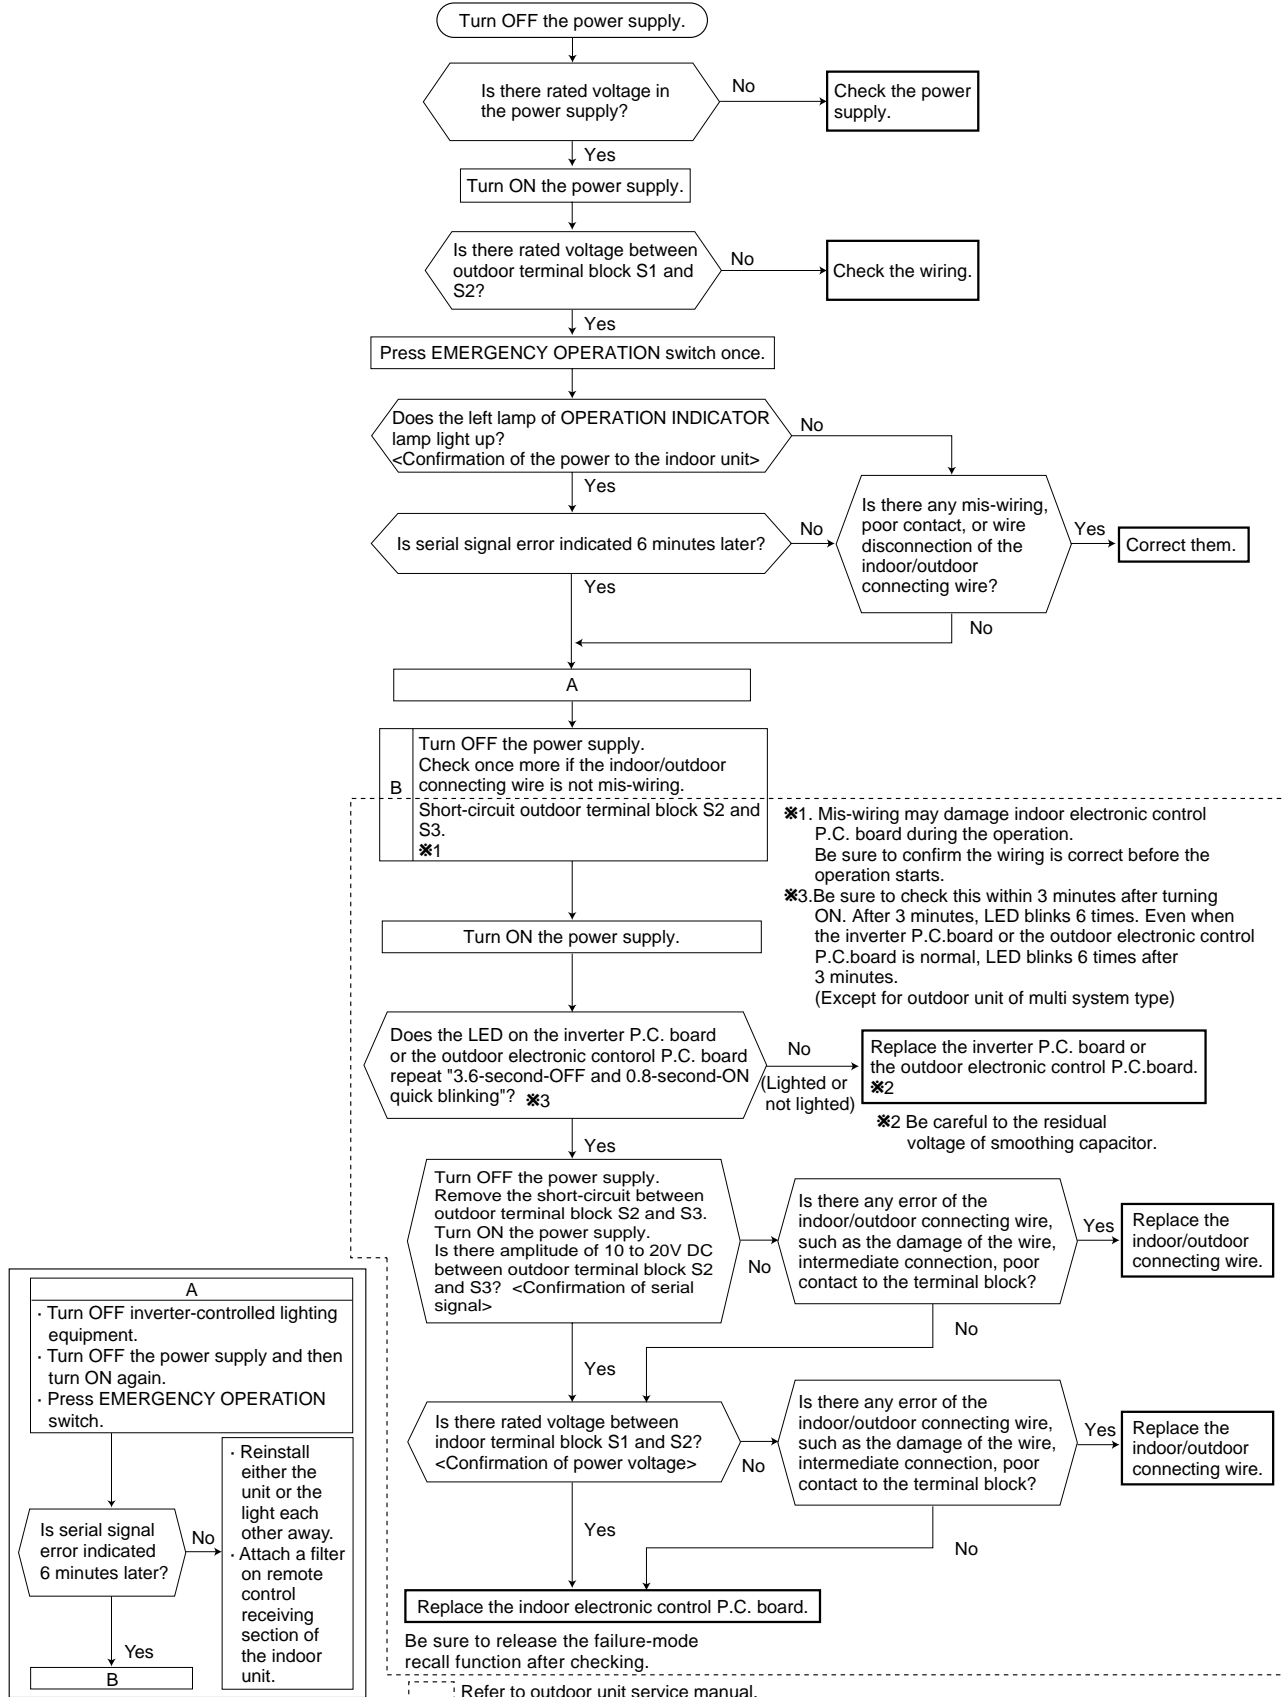 Turn OFF the power supply.
Is there rated voltage in
the power supply?
No
Check the power
supply.
Yes
Turn ON the power supply.
Is there rated voltage between
outdoor terminal block S1 and
S2?
No
Check the wiring.
Yes
Press EMERGENCY OPERATION switch once.
Does the left lamp of OPERATION INDICATOR
lamp light up?
<Confirmation of the power to the indoor unit>
No
Yes
Is serial signal error indicated 6 minutes later?
No
Is there any mis-wiring,
poor contact, or wire
disconnection of the
indoor/outdoor
connecting wire?
Yes
Correct them.
Yes
No
A
B
Turn OFF the power supply.
Check once more if the indoor/outdoor
connecting wire is not mis-wiring.
Short-circuit outdoor terminal block S2 and
S3.
※1
※1. Mis-wiring may damage indoor electronic control
P.C. board during the operation.
Be sure to confirm the wiring is correct before the
operation starts.
※3.Be sure to check this within 3 minutes after turning
ON. After 3 minutes, LED blinks 6 times. Even when
the inverter P.C.board or the outdoor electronic control
P.C.board is normal, LED blinks 6 times after
3 minutes.
(Except for outdoor unit of multi system type)
Turn ON the power supply.
Does the LED on the inverter P.C. board
or the outdoor electronic contorol P.C. board
repeat "3.6-second-OFF and 0.8-second-ON
quick blinking"? ※3
No
(Lighted or
not lighted)
Replace the inverter P.C. board or
the outdoor electronic control P.C.board.
※2
※2 Be careful to the residual
voltage of smoothing capacitor.
Yes
Turn OFF the power supply.
Remove the short-circuit between
outdoor terminal block S2 and S3.
Turn ON the power supply.
Is there amplitude of 10 to 20V DC
between outdoor terminal block S2
and S3? <Confirmation of serial
signal>
No
Is there any error of the
indoor/outdoor connecting wire,
such as the damage of the wire,
intermediate connection, poor
contact to the terminal block?
Yes
Replace the
indoor/outdoor
connecting wire.
No
Yes
Is there rated voltage between
indoor terminal block S1 and S2?
<Confirmation of power voltage>
No
Is there any error of the
indoor/outdoor connecting wire,
such as the damage of the wire,
intermediate connection, poor
contact to the terminal block?
Yes
Replace the
indoor/outdoor
connecting wire.
Yes
No
Replace the indoor electronic control P.C. board.
Be sure to release the failure-mode
recall function after checking.
Refer to outdoor unit service manual.
A
· Turn OFF inverter-controlled lighting
equipment.
· Turn OFF the power supply and then
turn ON again.
· Press EMERGENCY OPERATION
switch.
Is serial signal
error indicated
6 minutes later?
No
· Reinstall
either the
unit or the
light each
other away.
· Attach a filter
on remote
control
receiving
section of
the indoor
unit.
Yes
B